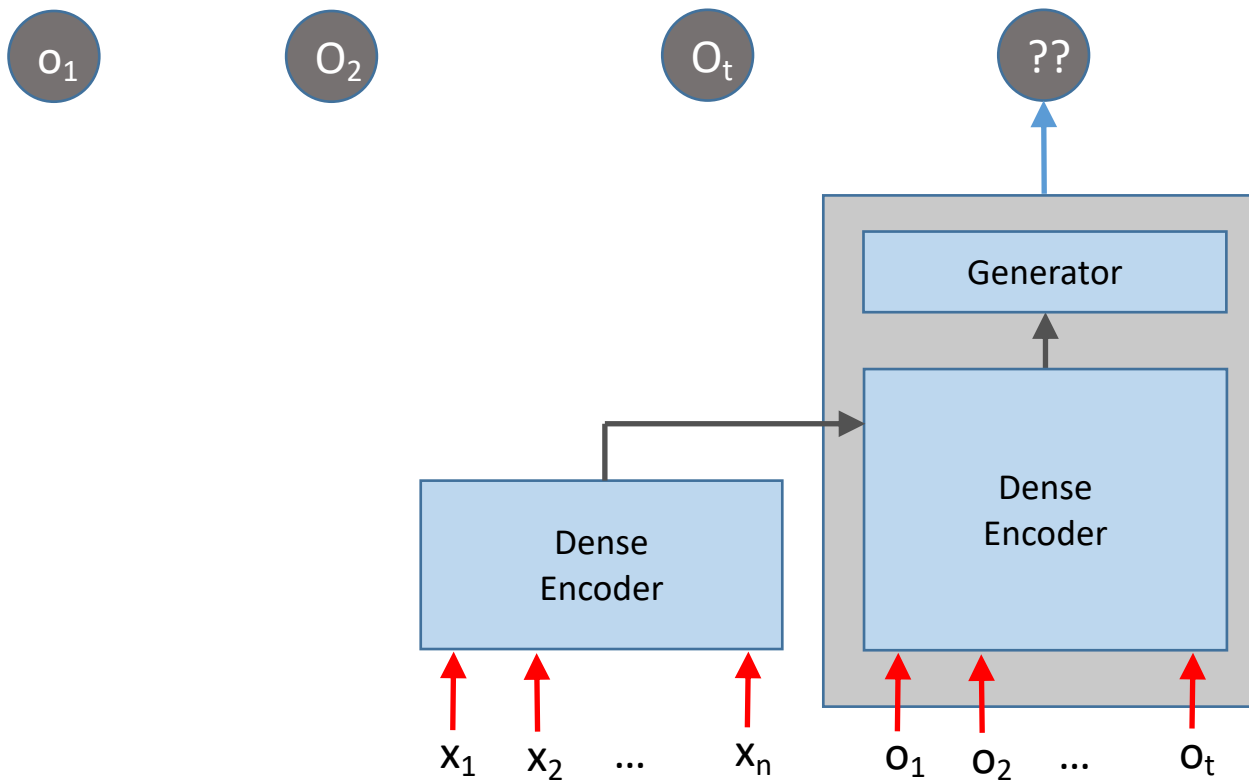 o₁ O₂ Oₜ ??
Generator
Dense
Encoder
Dense
Encoder
x₁ x₂ ... xₙ o₁ o₂ ... oₜ